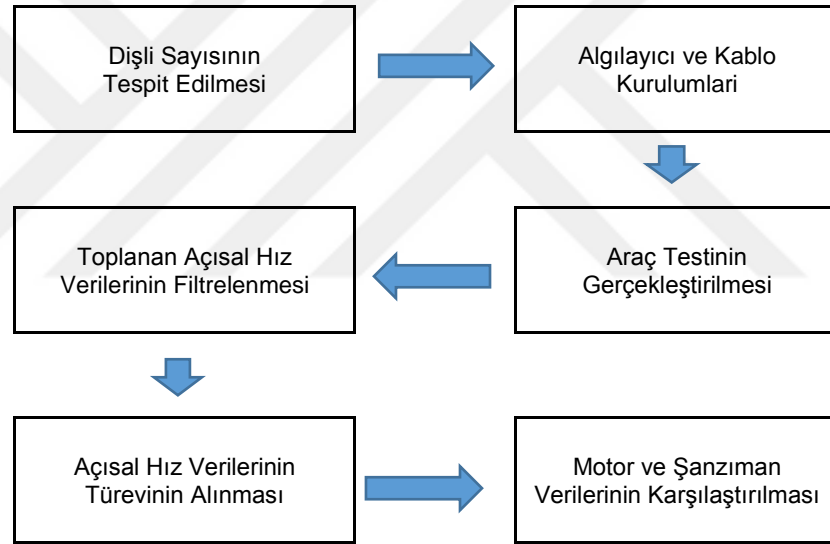 Dişli Sayısının
Tespit Edilmesi
Algılayıcı ve Kablo
Kurulumlari
Araç Testinin
Gerçekleştirilmesi
Toplanan Açısal Hız
Verilerinin Filtrelenmesi
Açısal Hız Verilerinin
Türevinin Alınması
Motor ve Şanzıman
Verilerinin Karşılaştırılması